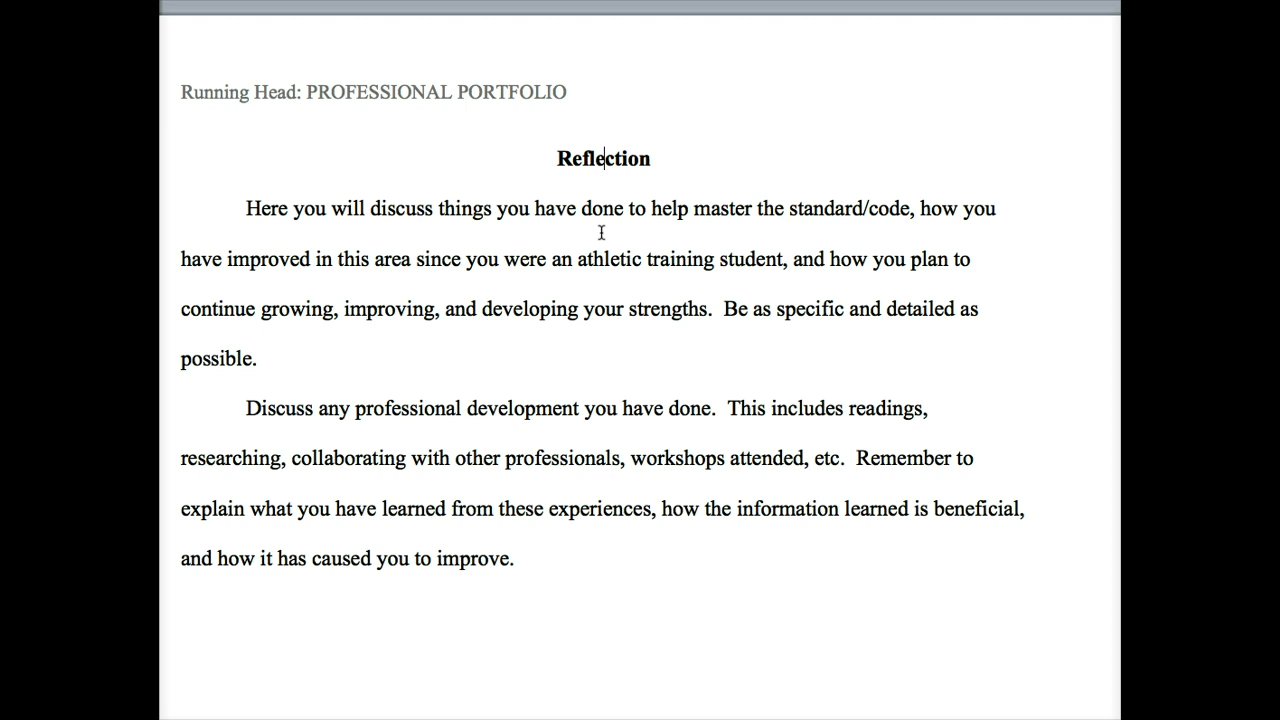 Running Head: PROFESSIONAL PORTFOLIO
Reflection
Here you will discuss things you have done to help master the standard/code, how you
have improved in this area since you were an athletic training student, and how you plan to
continue growing, improving, and developing your strengths.  Be as specific and detailed as
possible.
Discuss any professional development you have done.  This includes readings,
researching, collaborating with other professionals, workshops attended, etc.  Remember to
explain what you have learned from these experiences, how the information learned is beneficial,
and how it has caused you to improve.